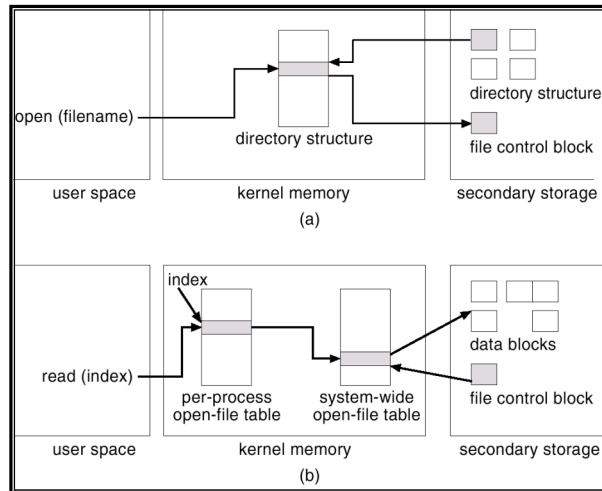 open (filename)
directory structure
directory structure
file control block
user space
kernel memory
secondary storage
(a)
index
read (index)
per-process
open-file table
system-wide
open-file table
data blocks
file control block
user space
kernel memory
secondary storage
(b)